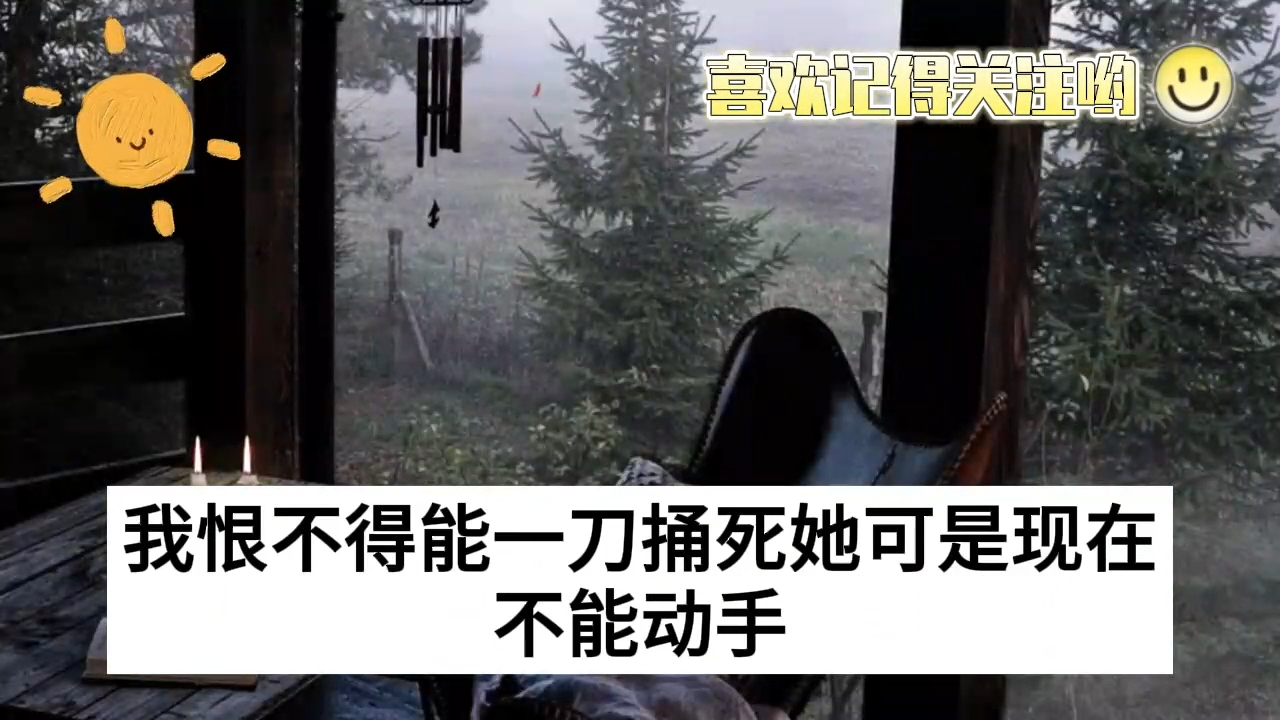 喜欢记得关注哟
我恨不得能一刀捅死她可是现在
不能动手